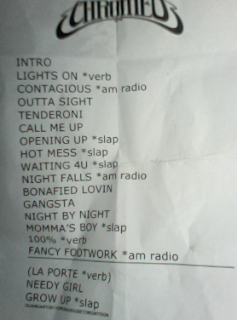 CHROMEO
INTRO
LIGHTS ON *verb
CONTAGIOUS *am radio
OUTTA SIGHT
TENDERONI
CALL ME UP
OPENING UP *slap
HOT MESS *slap
WAITING 4U *slap
NIGHT FALLS *am radio
BONAFIED LOVIN
GANGSTA
NIGHT BY NIGHT
MOMMA'S BOY *slap
100% *verb
FANCY FOOTWORK *am radio
(LA PORTE *verb)
NEEDY GIRL
GROW UP *slap